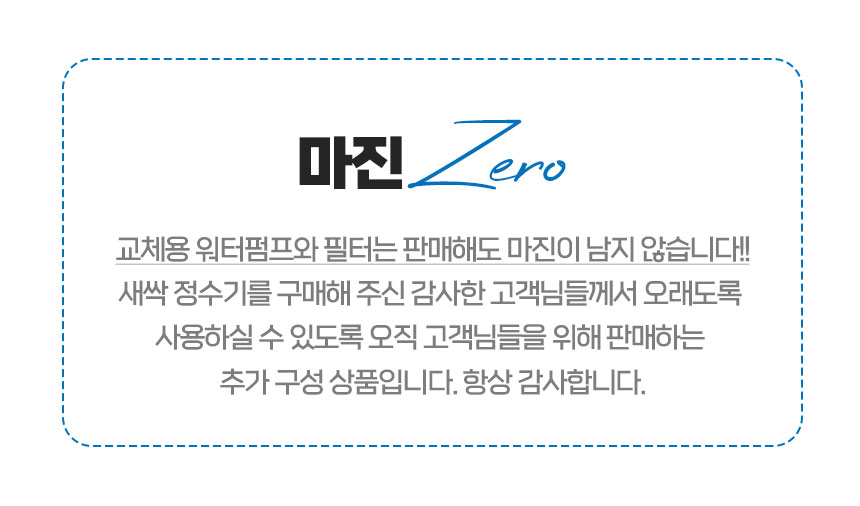 마진 Zero
교체용 워터펌프와 필터는 판매해도 마진이 남지 않습니다!!
새싹 정수기를 구매해 주신 감사한 고객님들께서 오래도록
사용하실 수 있도록 오직 고객님들을 위해 판매하는
추가 구성 상품입니다. 항상 감사합니다.